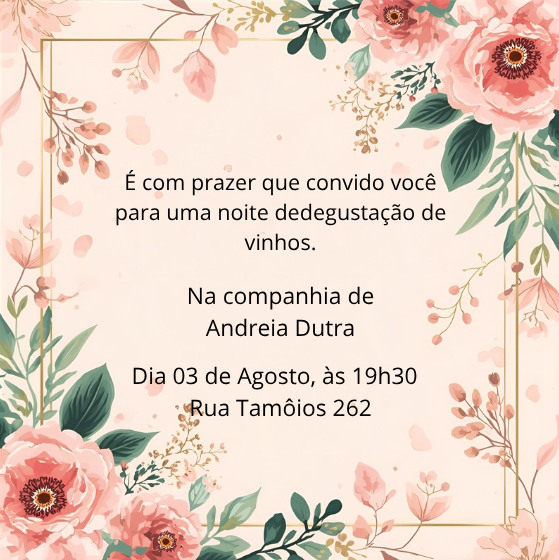 É com prazer que convido você
para uma noite dedegustação de
vinhos.
Na companhia de
Andreia Dutra
Dia 03 de Agosto, às 19h30
Rua Tamôios 262